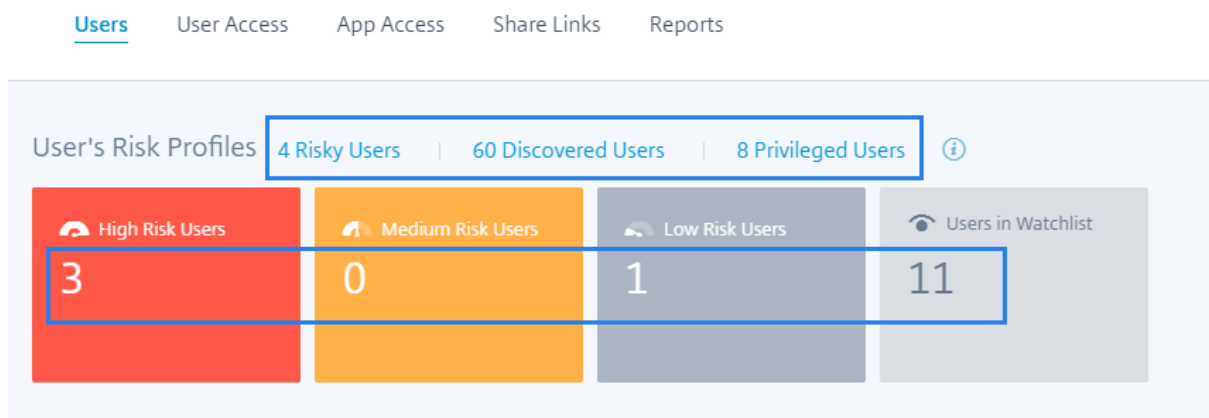 Users User Access App Access Share Links Reports
User's Risk Profiles 4 Risky Users | 60 Discovered Users | 8 Privileged Users i
High Risk Users Medium Risk Users Low Risk Users Users in Watchlist
3 0 1 11